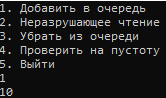 1. Добавить в очередь
2. Неразрушающее чтение
3. Убрать из очереди
4. Проверить на пустоту
5. Выйти
1
10